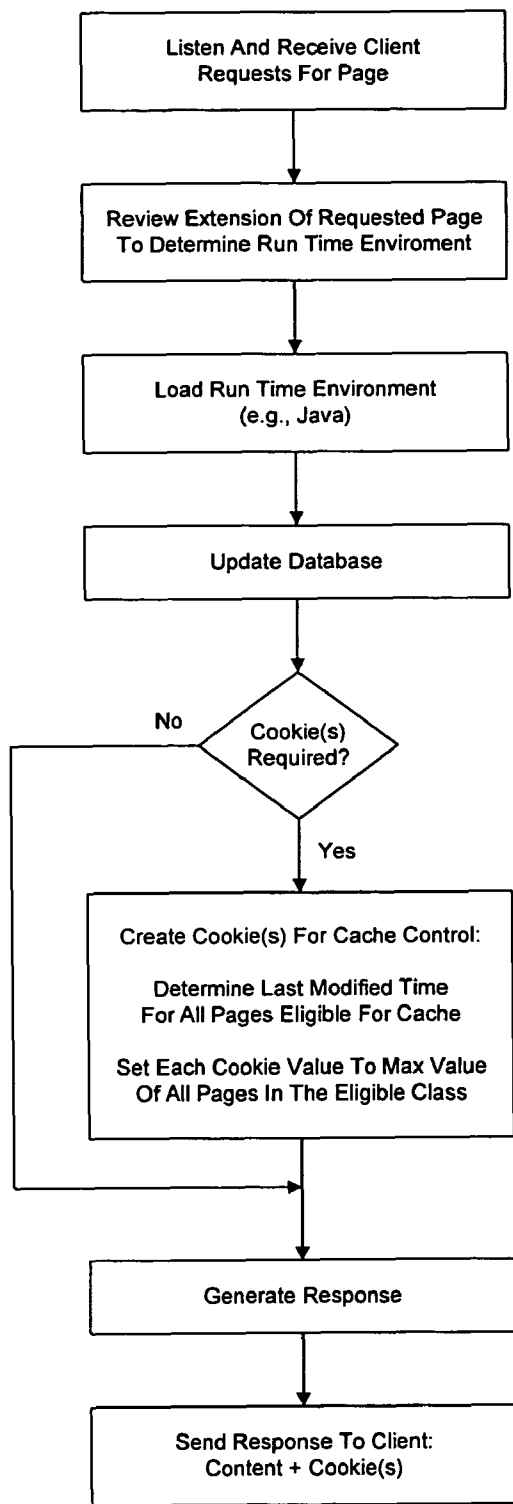 Listen And Receive Client
Requests For Page
Review Extension Of Requested Page
To Determine Run Time Enviroment
Load Run Time Environment
(e.g., Java)
Update Database
No
Cookie(s)
Required?
Yes
Create Cookie(s) For Cache Control:
Determine Last Modified Time
For All Pages Eligible For Cache
Set Each Cookie Value To Max Value
Of All Pages In The Eligible Class
Generate Response
Send Response To Client:
Content + Cookie(s)